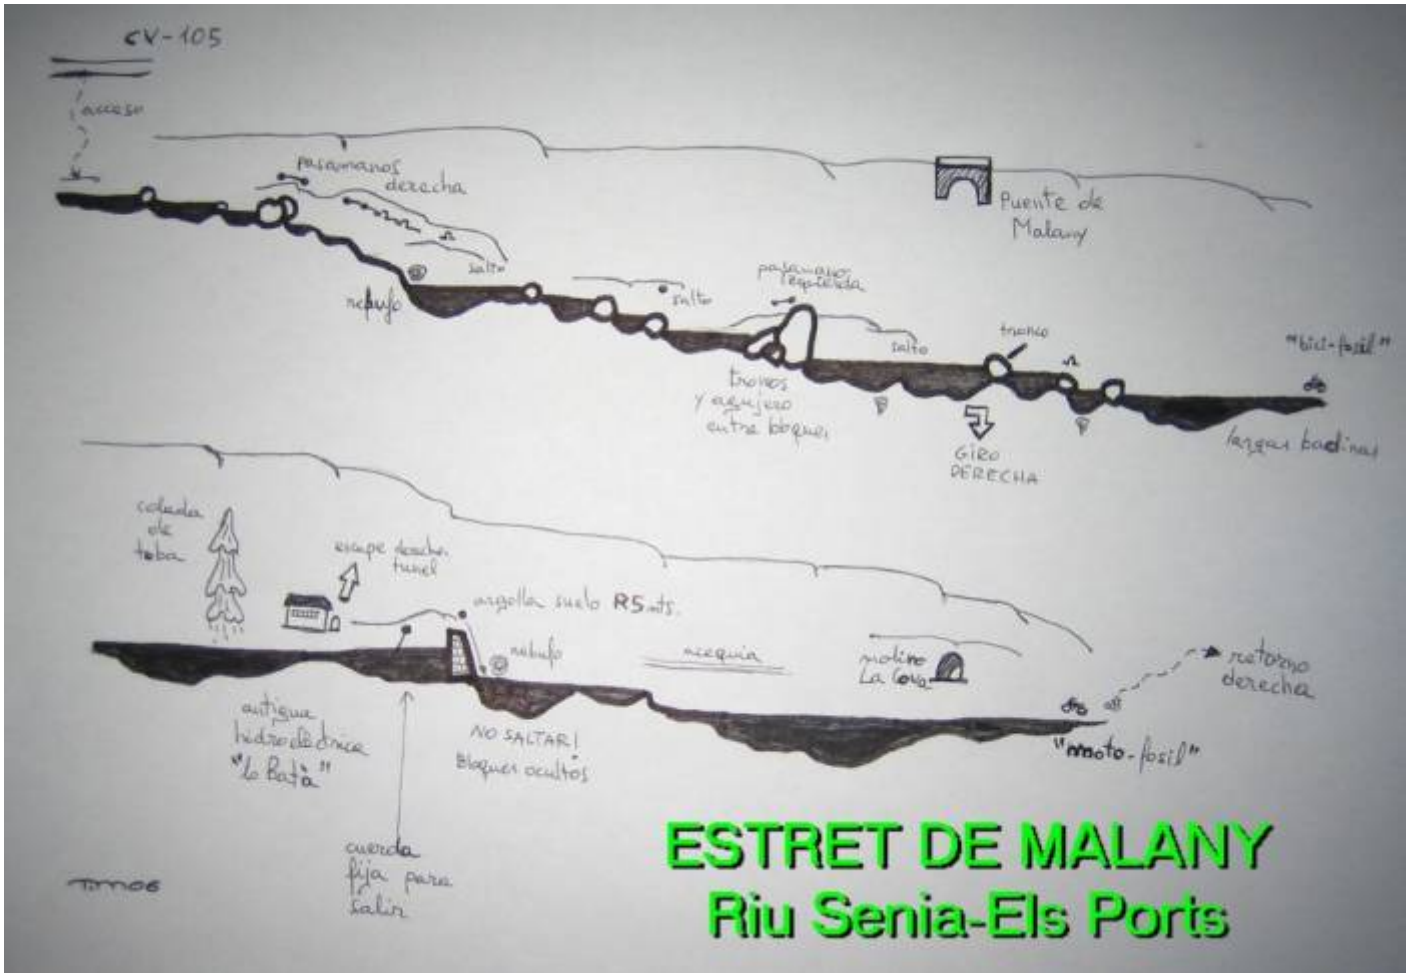 CV-105
acceso
pasamanos
derecha
Puente de
Malany
salto
rebufo
salto
pasamano
izquierda
salto
tronco
"bici-fosil"
tronos
y agujero
entre bloques
GIRO
DERECHA
largas badinas
colada
de
toba
escape derecha
tunel
argolla suelo R5 mts.
rebufo
acequia
molino
La Cova
retorno
derecha
antigua
hidroeléctrica
"lo Batà"
NO SALTAR!
Bloques ocultos
"moto-fosil"
cuerda
fija para
salir
ESTRET DE MALANY
Riu Senia-Els Ports